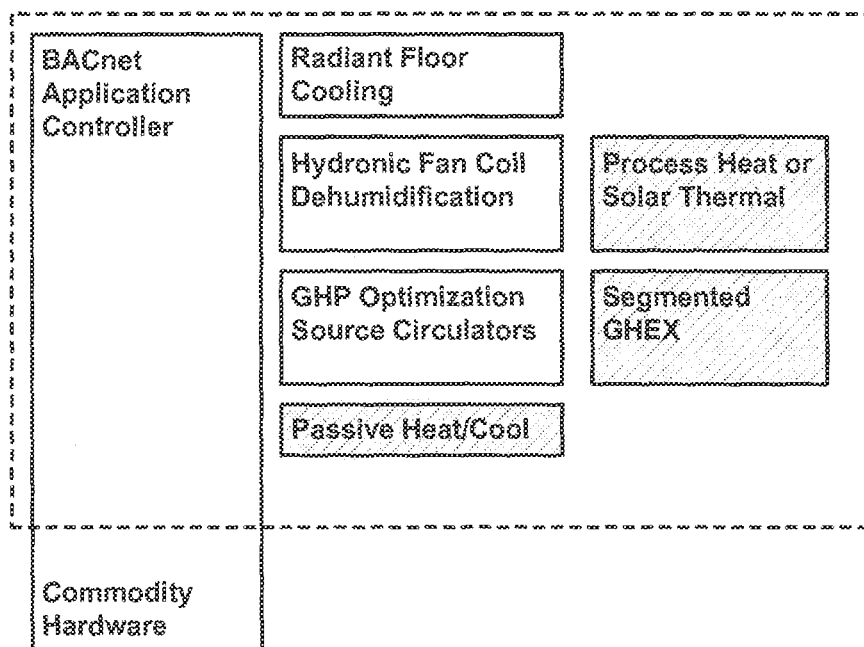 BACnet
Application
Controller
Radiant Floor
Cooling
Hydronic Fan Coil
Dehumidification
Process Heat or
Solar Thermal
GHP Optimization
Source Circulators
Segmented
GHEX
Passive Heat/Cool
Commodity
Hardware